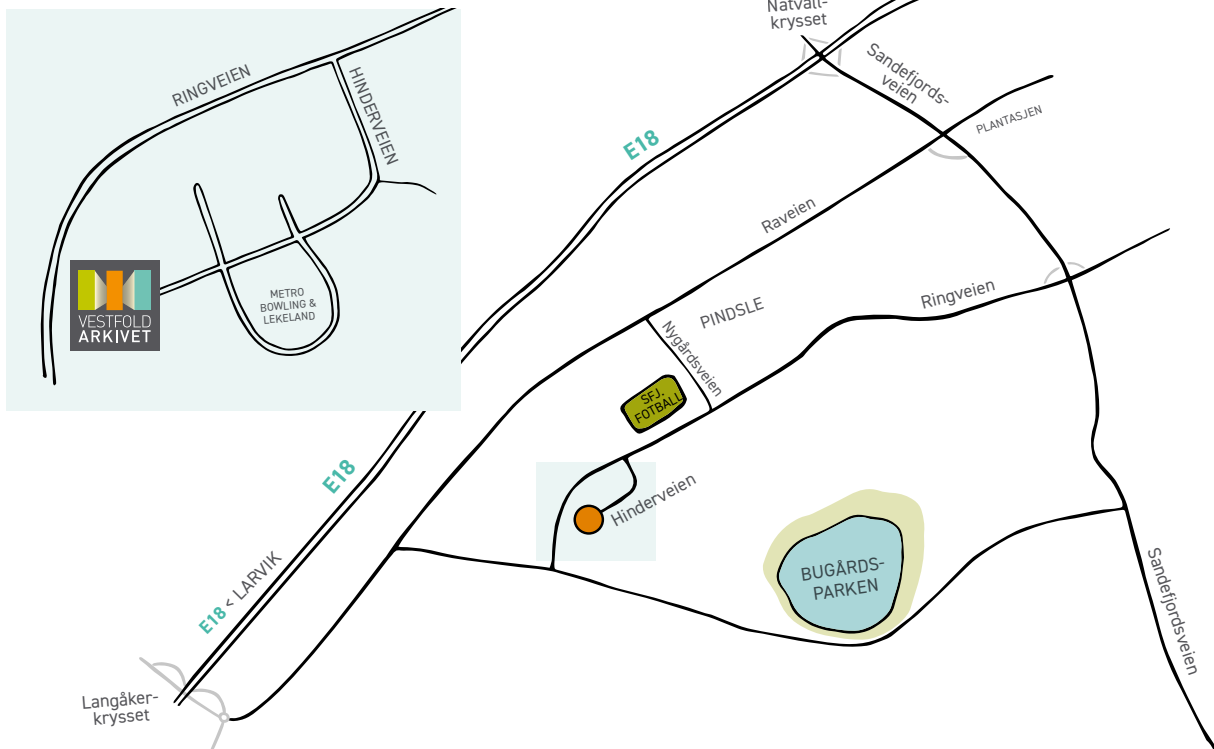 RINGVEIEN
HINDERVEIEN
METRO
BOWLING &
LEKELAND
VESTFOLD
ARKIVET
Natvall-
krysset
Sandefjords-
veien
PLANTASJEN
E18
Raveien
Ringveien
PINDSLE
Nygårdsveien
SFJ.
FOTBALL
E18
Hinderveien
BUGÅRDS-
PARKEN
E18 < LARVIK
Langåker-
krysset
Sandefjordsveien